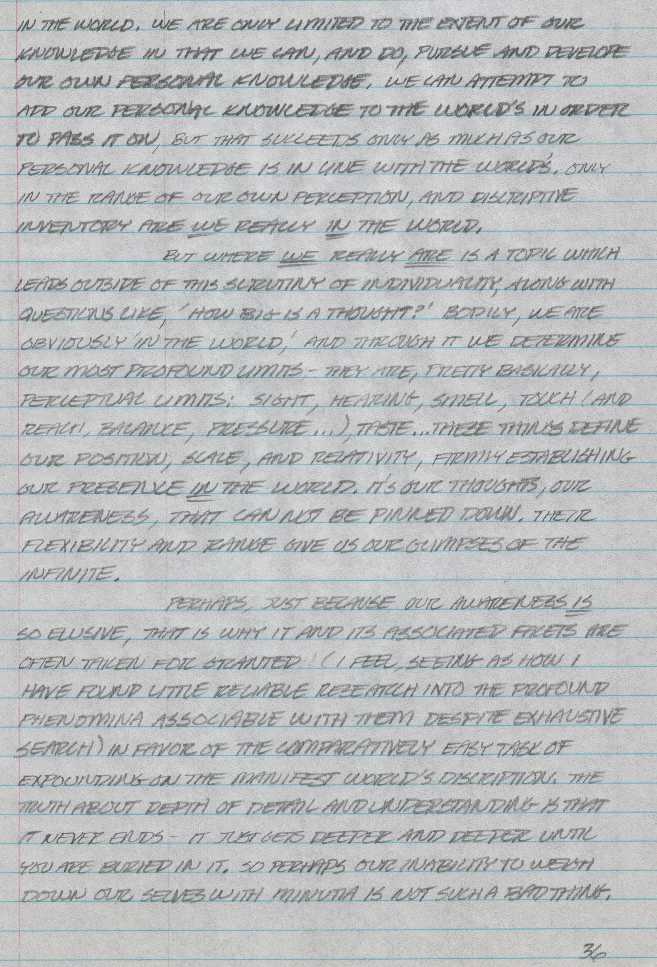 IN THE WORLD. WE ARE ONLY LIMITED TO THE EXTENT OF OUR
KNOWLEDGE IN THAT WE CAN, AND DO, PURSUE AND DEVELOPE
OUR OWN PERSONAL KNOWLEDGE. WE CAN ATTEMPT TO
ADD OUR PERSONAL KNOWLEDGE TO THE WORLD'S IN ORDER
TO PASS IT ON, BUT THAT SUCCEEDS ONLY AS MUCH AS OUR
PERSONAL KNOWLEDGE IS IN LINE WITH THE WORLD'S. ONLY
IN THE RANGE OF OUR OWN PERCEPTION, AND DISCRIPTIVE
INVENTORY ARE WE REALLY IN THE WORLD.
BUT WHERE WE REALLY ARE IS A TOPIC WHICH
LEADS OUTSIDE OF THIS SCRUTINY OF INDIVIDUALITY, ALONG WITH
QUESTIONS LIKE, 'HOW BIG IS A THOUGHT?' BODILY, WE ARE
OBVIOUSLY 'IN THE WORLD,' AND THROUGH IT WE DETERMINE
OUR MOST PROFOUND LIMITS - THEY ARE, PRETTY BASICALLY,
PERCEPTUAL LIMITS: SIGHT, HEARING, SMELL, TOUCH (AND
REACH, BALANCE, PRESSURE...), TASTE...THESE THINGS DEFINE
OUR POSITION, SCALE, AND RELATIVITY, FIRMLY ESTABLISHING
OUR PRESENCE IN THE WORLD. IT'S OUR THOUGHTS, OUR
AWARENESS, THAT CAN NOT BE PINNED DOWN. THEIR
FLEXIBILITY AND RANGE GIVE US OUR GLIMPSES OF THE
INFINITE.
PERHAPS, JUST BECAUSE OUR AWARENESS IS
SO ELUSIVE, THAT IS WHY IT AND ITS ASSOCIATED FACETS ARE
OFTEN TAKEN FOR GRANTED (I FEEL, SEEING AS HOW I
HAVE FOUND LITTLE RELIABLE RESEARCH INTO THE PROFOUND
PHENOMINA ASSOCIABLE WITH THEM DESPITE EXHAUSTIVE
SEARCH) IN FAVOR OF THE COMPARATIVELY EASY TASK OF
EXPOUNDING ON THE MANIFEST WORLD'S DISCRIPTION. THE
TRUTH ABOUT DEPTH OF DETAIL AND UNDERSTANDING IS THAT
IT NEVER ENDS - IT JUST GETS DEEPER AND DEEPER UNTIL
YOU ARE BURIED IN IT. SO PERHAPS OUR INABILITY TO WEIGH
DOWN OUR SELVES WITH MINUTIA IS NOT SUCH A BAD THING.
36